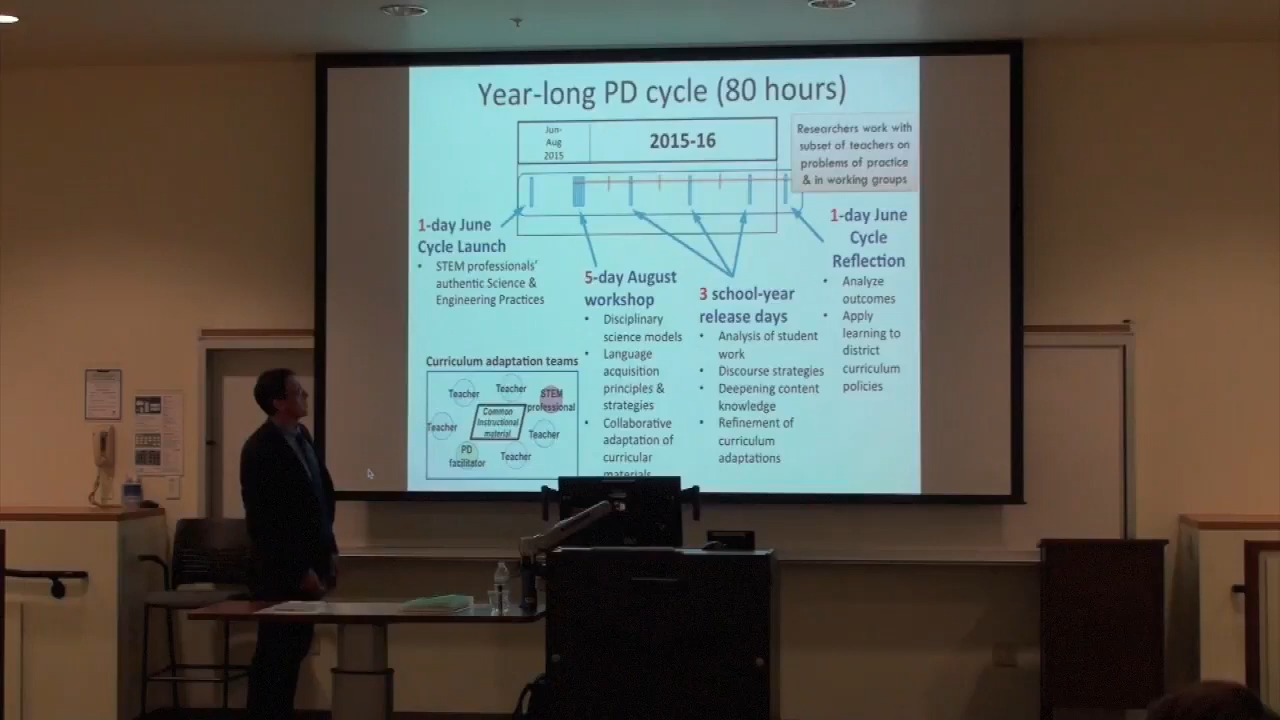 Year-long PD cycle (80 hours)
Jun-
Aug
2015
2015-16
Researchers work with
subset of teachers on
problems of practice
& in working groups
1-day June
Cycle Launch
• STEM professionals'
authentic Science &
Engineering Practices
5-day August
workshop
• Disciplinary
science models
• Language
acquisition
principles &
strategies
• Collaborative
adaptation of
curricular
materials
3 school-year
release days
• Analysis of student
work
• Discourse strategies
• Deepening content
knowledge
• Refinement of
curriculum
adaptations
1-day June
Cycle
Reflection
• Analyze
outcomes
• Apply
learning to
district
curriculum
policies
Curriculum adaptation teams
Teacher
Teacher
STEM
professional
Teacher
Common
Instructional
material
Teacher
PD
facilitator
Teacher